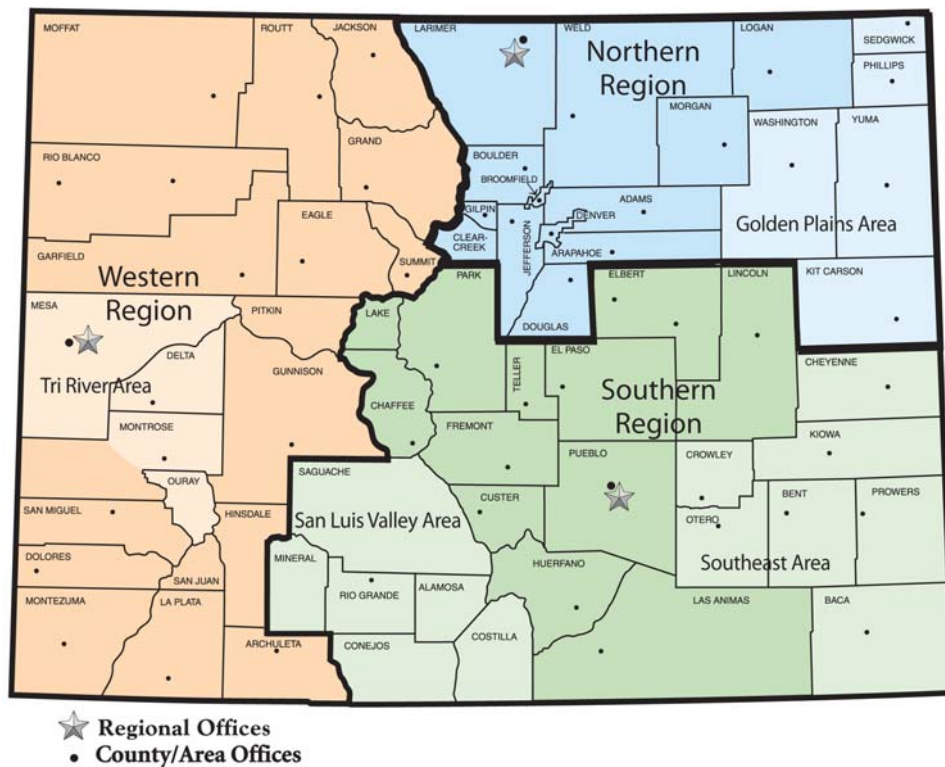 MOFFAT
ROUTT
JACKSON
LARIMER
WELD
LOGAN
SEDGWICK
Northern
Region
PHILLIPS
MORGAN
WASHINGTON
YUMA
GRAND
RIO BLANCO
BOULDER
BROOMFIELD
GILPIN
ADAMS
DENVER
EAGLE
CLEAR-
CREEK
JEFFERSON
ARAPAHOE
Golden Plains Area
GARFIELD
SUMMIT
PARK
ELBERT
LINCOLN
KIT CARSON
Western
Region
MESA
PITKIN
LAKE
DOUGLAS
DELTA
EL PASO
CHEYENNE
Tri River Area
GUNNISON
TELLER
Southern
Region
CHAFFEE
MONTROSE
FREMONT
KIOWA
PUEBLO
CROWLEY
SAGUACHE
OURAY
CUSTER
BENT
PROWERS
SAN MIGUEL
HINSDALE
San Luis Valley Area
OTERO
DOLORES
MINERAL
HUERFANO
Southeast Area
SAN JUAN
RIO GRANDE
ALAMOSA
MONTEZUMA
LA PLATA
LAS ANIMAS
BACA
ARCHULETA
CONEJOS
COSTILLA
Regional Offices
County/Area Offices